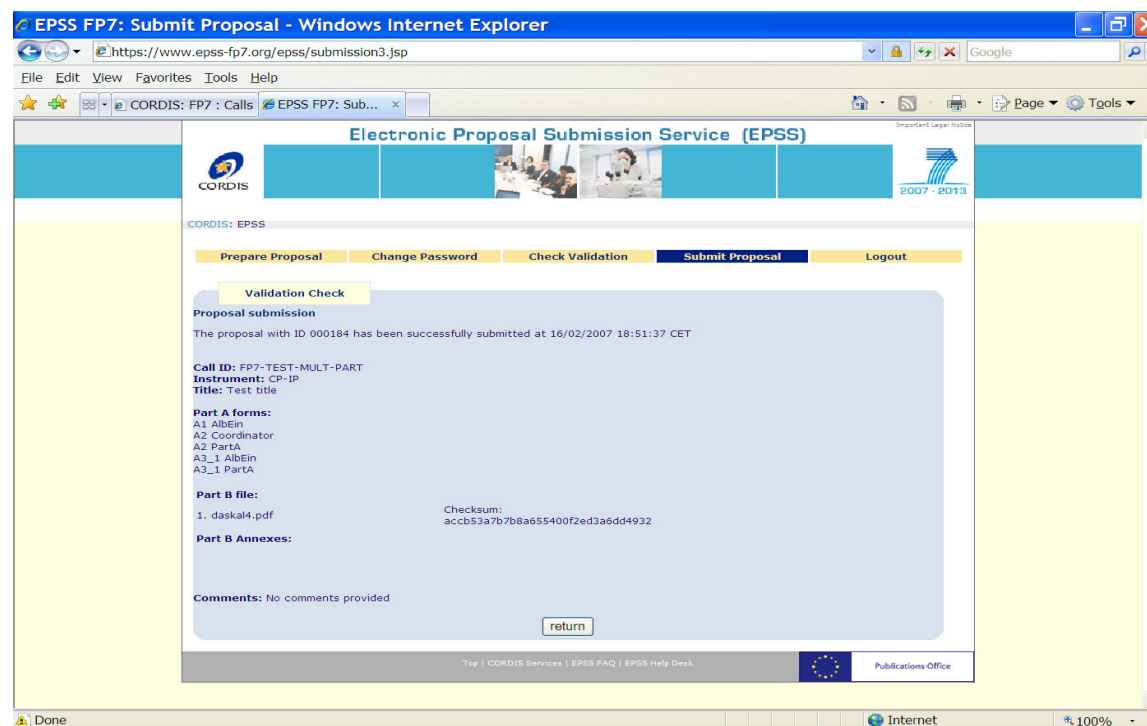 EPSS FP7: Submit Proposal - Windows Internet Explorer
https://www.epss-fp7.org/epss/submission3.jsp
Google
File Edit View Favorites Tools Help
CORDIS: FP7 : Calls
EPSS FP7: Sub...
Page
Tools
Important Legal Notice
Electronic Proposal Submission Service (EPSS)
CORDIS
2007 - 2013
CORDIS: EPSS
Prepare Proposal Change Password Check Validation Submit Proposal Logout
Validation Check
Proposal submission
The proposal with ID 000184 has been successfully submitted at 16/02/2007 18:51:37 CET
Call ID: FP7-TEST-MULT-PART
Instrument: CP-IP
Title: Test title
Part A forms:
A1 AlbEin
A2 Coordinator
A2 PartA
A3_1 AlbEin
A3_1 PartA
Part B file:
1. daskal4.pdf
Checksum:
accb53a7b7b8a655400f2ed3a6dd4932
Part B Annexes:
Comments: No comments provided
return
Top | CORDIS Services | EPSS FAQ | EPSS Help Desk
Publications Office
Done
Internet
100%